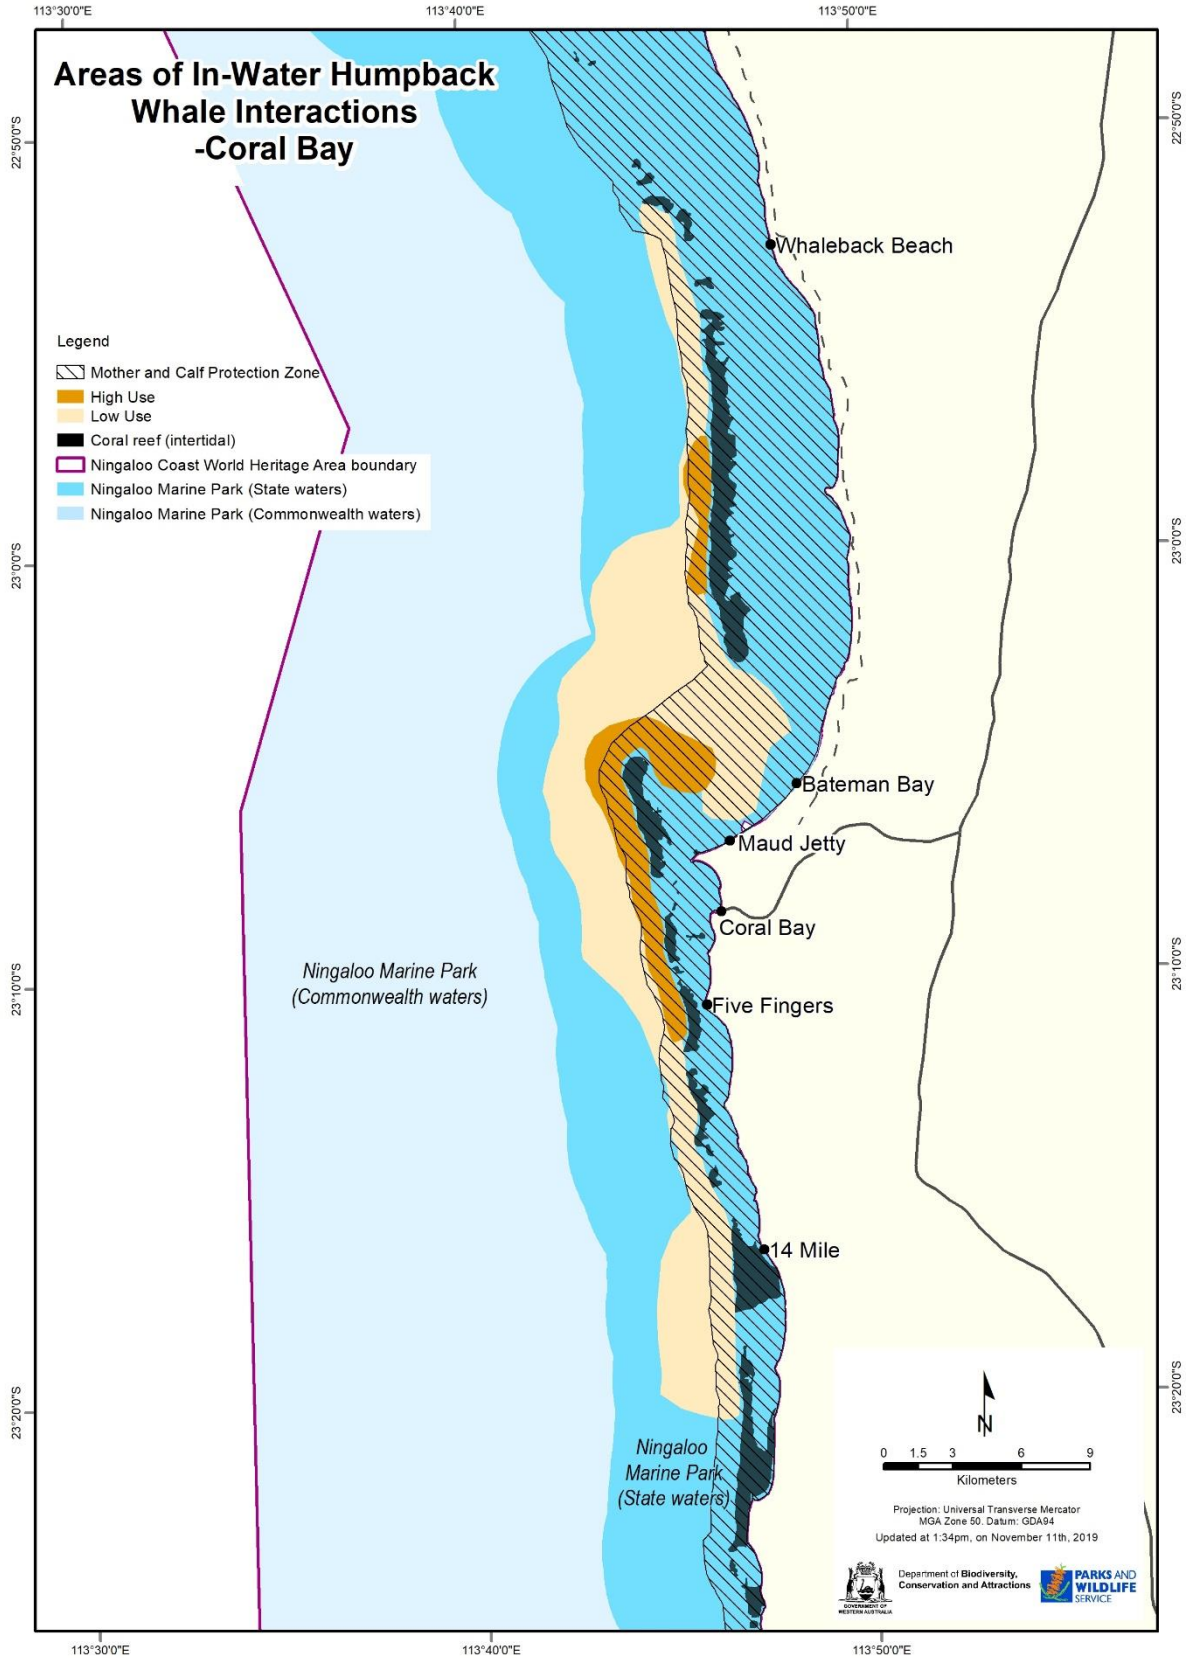 113°30'0"E
113°40'0"E
113°50'0"E
Areas of In-Water Humpback
Whale Interactions
-Coral Bay
22°50'0"S
22°50'0"S
Whaleback Beach
Legend
Mother and Calf Protection Zone
High Use
Low Use
Coral reef (intertidal)
Ningaloo Coast World Heritage Area boundary
Ningaloo Marine Park (State waters)
Ningaloo Marine Park (Commonwealth waters)
23°0'0"S
23°0'0"S
Bateman Bay
Maud Jetty
Coral Bay
Ningaloo Marine Park
(Commonwealth waters)
23°10'0"S
23°10'0"S
Five Fingers
14 Mile
23°20'0"S
23°20'0"S
Ningaloo
Marine Park
(State waters)
N
0 1.5 3 6 9
Kilometers
Projection: Universal Transverse Mercator
MGA Zone 50. Datum: GDA94
Updated at 1:34pm, on November 11th, 2019
GOVERNMENT OF
WESTERN AUSTRALIA
Department of Biodiversity,
Conservation and Attractions
PARKS AND
WILDLIFE
SERVICE
113°30'0"E
113°40'0"E
113°50'0"E